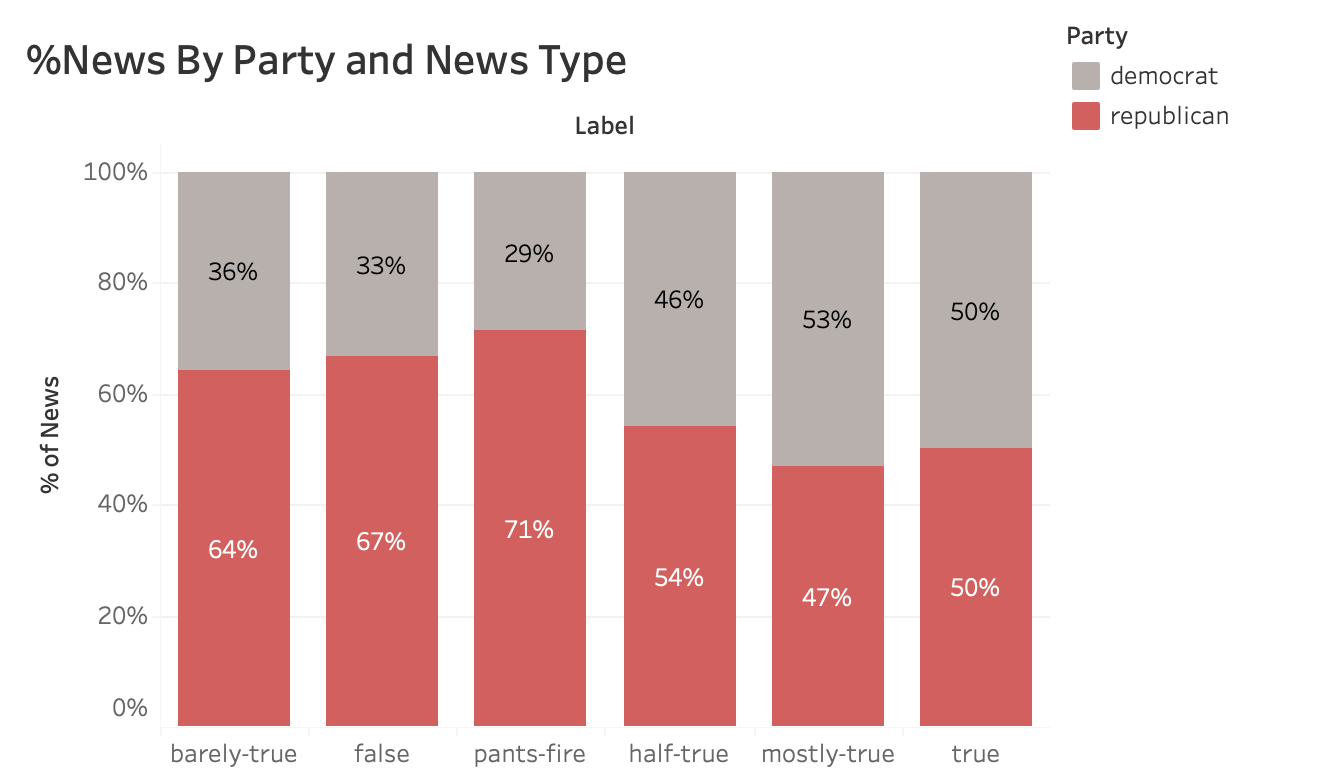 %News By Party and News Type
Party
democrat
republican
Label
100%
80%
60%
40%
20%
0%
% of News
36%
33%
29%
46%
53%
50%
64%
67%
71%
54%
47%
50%
barely-true
false
pants-fire
half-true
mostly-true
true